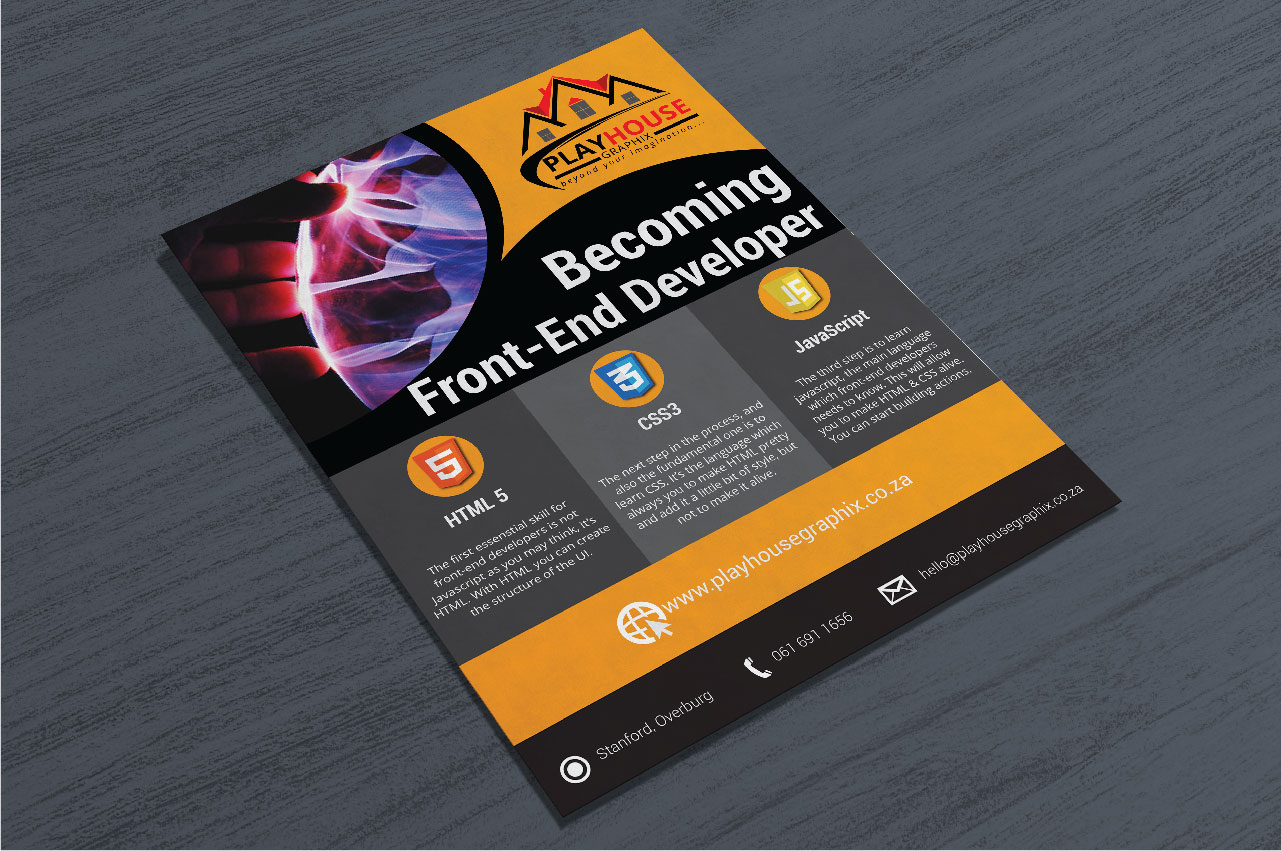 PLAYHOUSE
GRAPHIX
beyond your imagination...
Becoming
Front-End Developer
HTML 5
The first essenstial skill for
front-end developers is not
javascript as you may think, it's
HTML. With HTML you can create
the structure of the UI.
CSS3
The next step in the process, and
also the fundamental one is to
learn CSS. It's the language which
always you to make HTML pretty
and add it a little bit of style, but
not to make it alive.
JavaScript
The third step is to learn
javascript, the main language
which front-end developers
needs to know. This will allow
you to make HTML & CSS alive.
You can start building actions.
5
3
JS
www.playhousegraphix.co.za
Stanford, Overburg
061 691 1656
hello@playhousegraphix.co.za